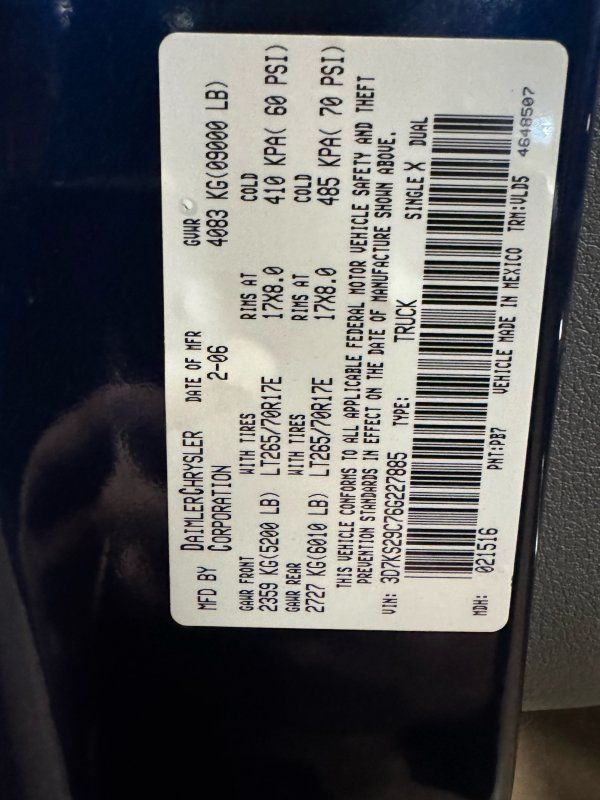 MFD BY DAIMLERCHRYSLER CORPORATION
DATE OF MFR 2-06
GVWR 4083 KG(09000 LB)
GAWR FRONT WITH TIRES RIMS AT COLD
2359 KG(5200 LB) LT265/70R17E 17X8.0 410 KPA( 60 PSI)
GAWR REAR WITH TIRES RIMS AT COLD
2727 KG(6010 LB) LT265/70R17E 17X8.0 485 KPA( 70 PSI)
THIS VEHICLE CONFORMS TO ALL APPLICABLE FEDERAL MOTOR VEHICLE SAFETY AND THEFT
PREVENTION STANDARDS IN EFFECT ON THE DATE OF MANUFACTURE SHOWN ABOVE.
VIN: 3D7KS29C76G227885 TYPE: TRUCK SINGLE X DUAL
MDH: 021516 PNT:PB7 VEHICLE MADE IN MEXICO TRM:VLD5
4648507